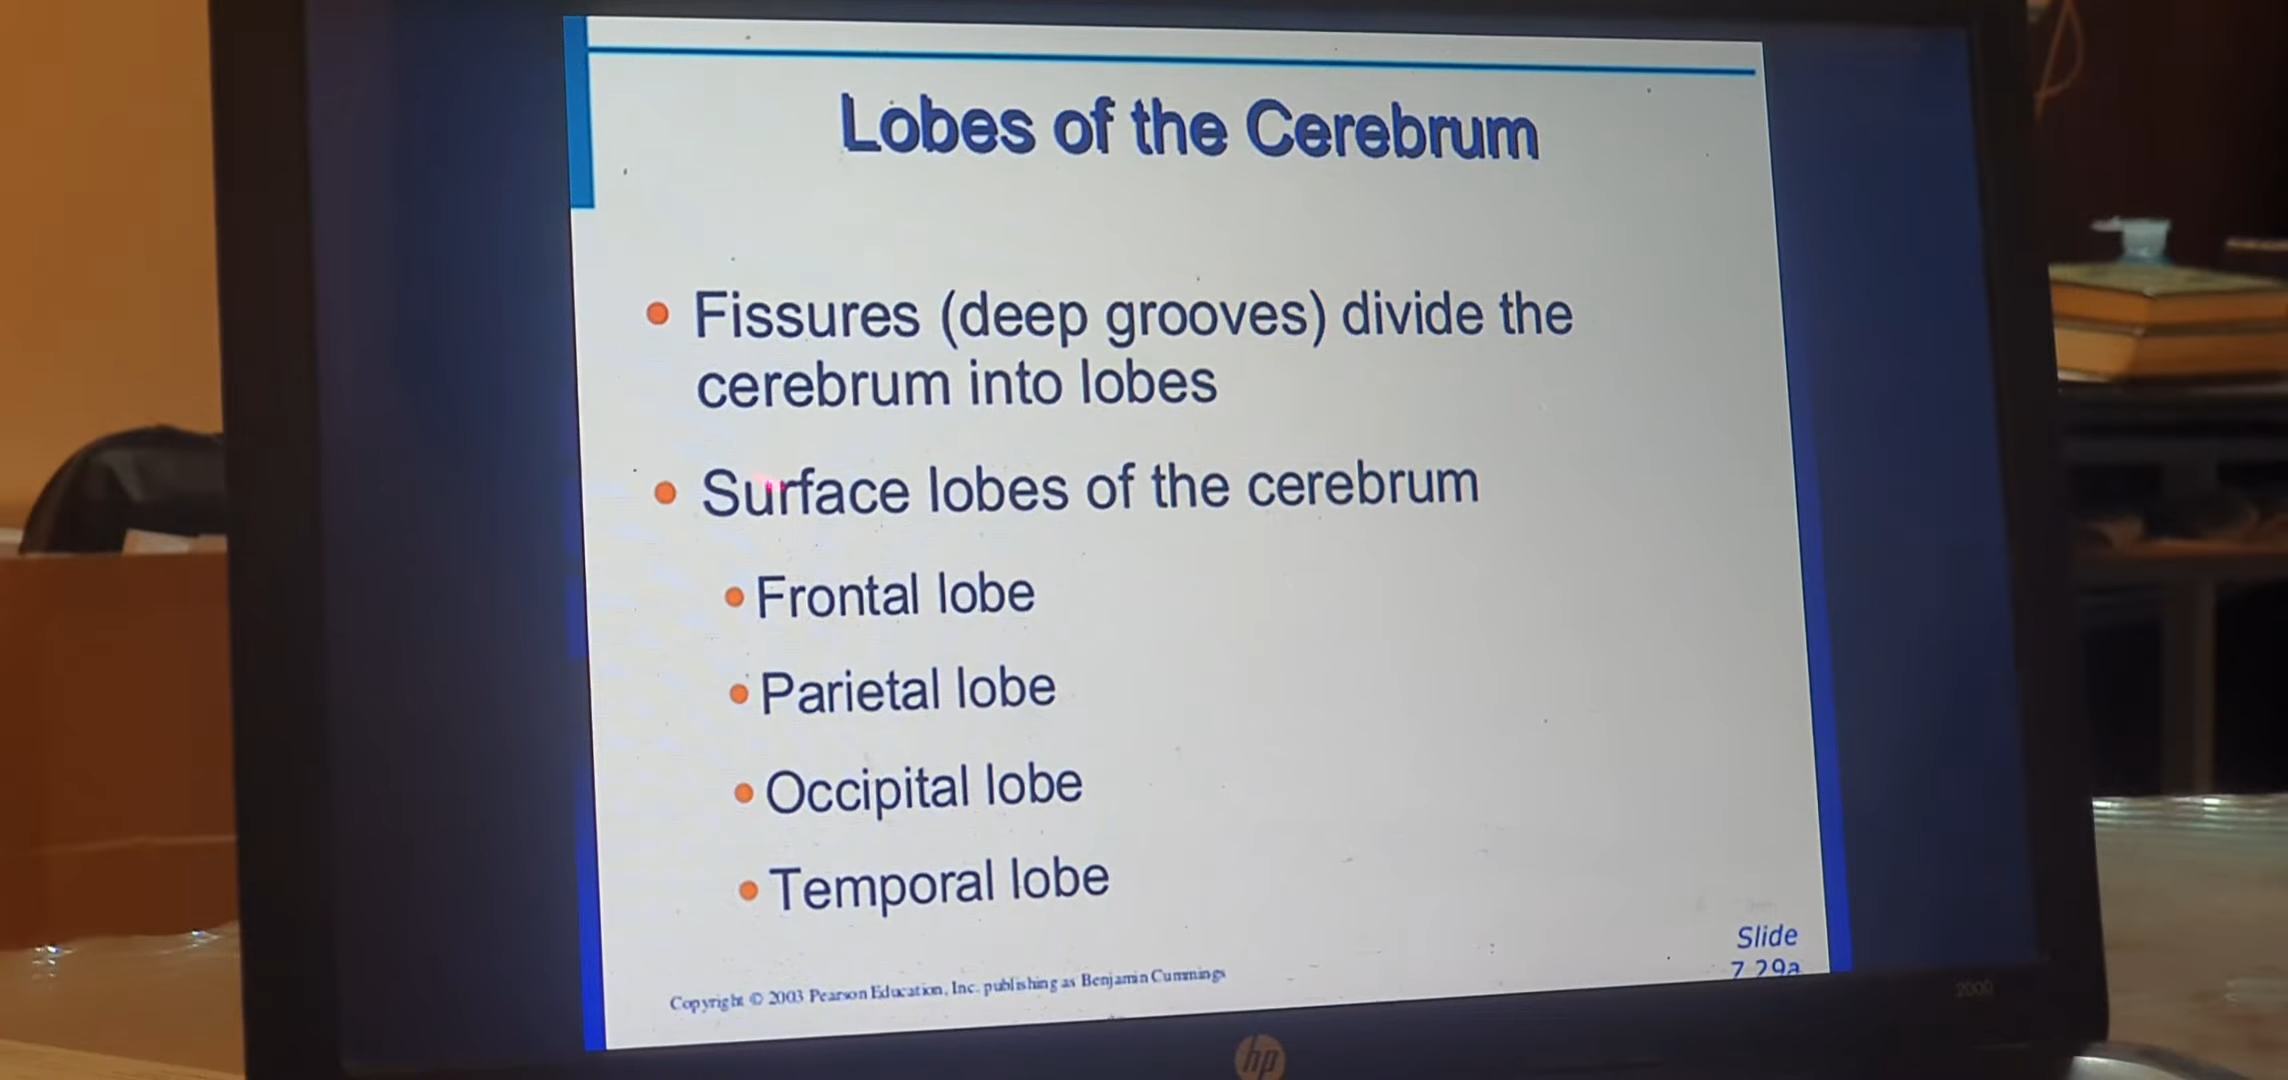 Lobes of the Cerebrum
• Fissures (deep grooves) divide the
cerebrum into lobes
• Surface lobes of the cerebrum
• Frontal lobe
• Parietal lobe
• Occipital lobe
• Temporal lobe
Slide
7.29a
Copyright © 2003 Pearson Education, Inc. publishing as Benjamin Cummings
2000
hp